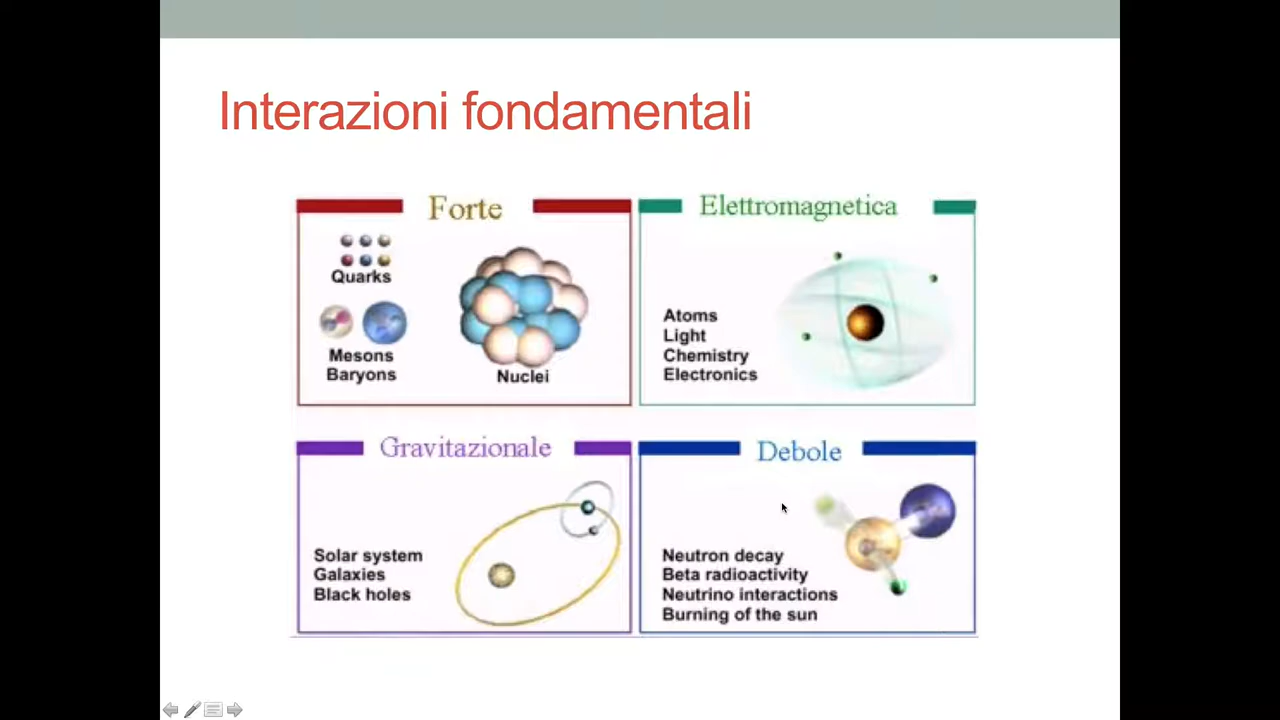 Interazioni fondamentali
Forte
Quarks
Mesons
Baryons
Nuclei
Elettromagnetica
Atoms
Light
Chemistry
Electronics
Gravitazionale
Solar system
Galaxies
Black holes
Debole
Neutron decay
Beta radioactivity
Neutrino interactions
Burning of the sun